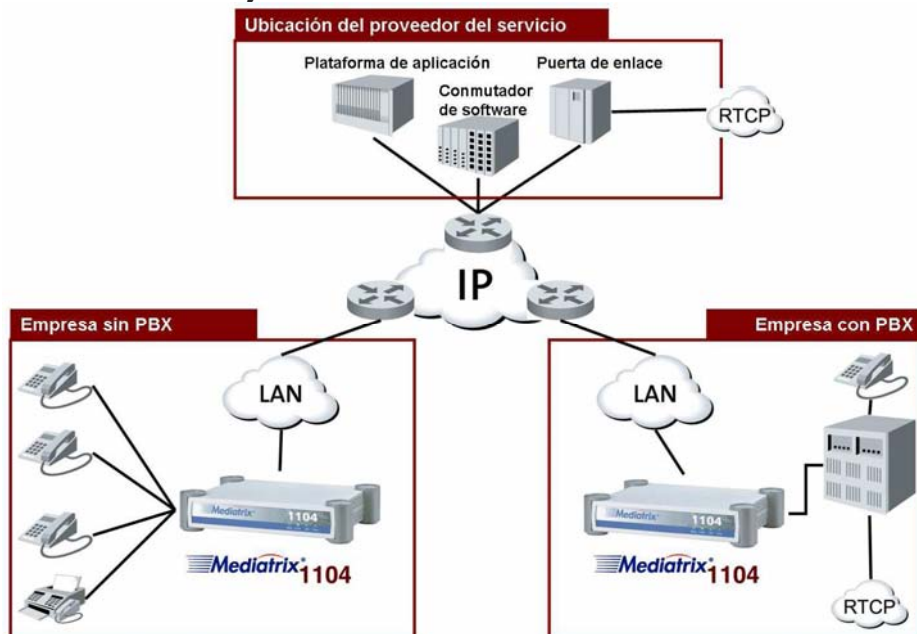 Ubicación del proveedor del servicio
Plataforma de aplicación
Puerta de enlace
Conmutador
de software
RTCP
IP
Empresa sin PBX
Empresa con PBX
LAN
LAN
Mediatrix
1104
Mediatrix 1104
Mediatrix
1104
Mediatrix 1104
RTCP